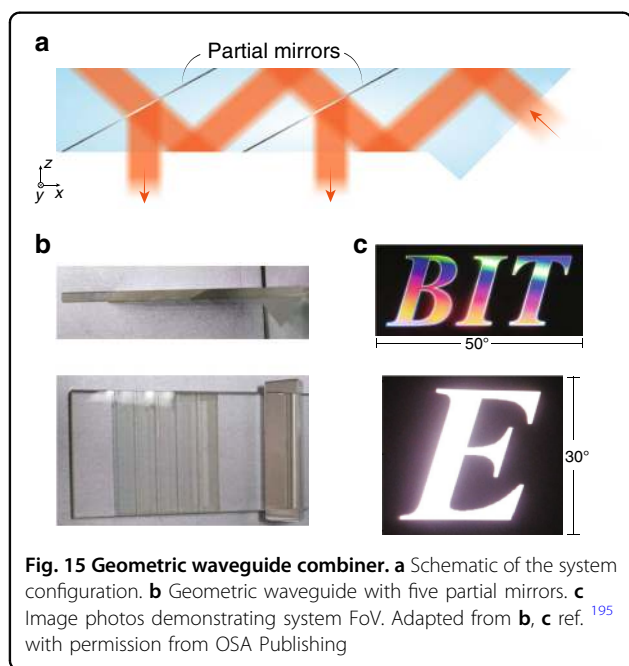 a
Partial mirrors
z
y x
b
c
BIT
50°
E
30°
Fig. 15 Geometric waveguide combiner. a Schematic of the system
configuration. b Geometric waveguide with five partial mirrors. c
Image photos demonstrating system FoV. Adapted from b, c ref. 195
with permission from OSA Publishing